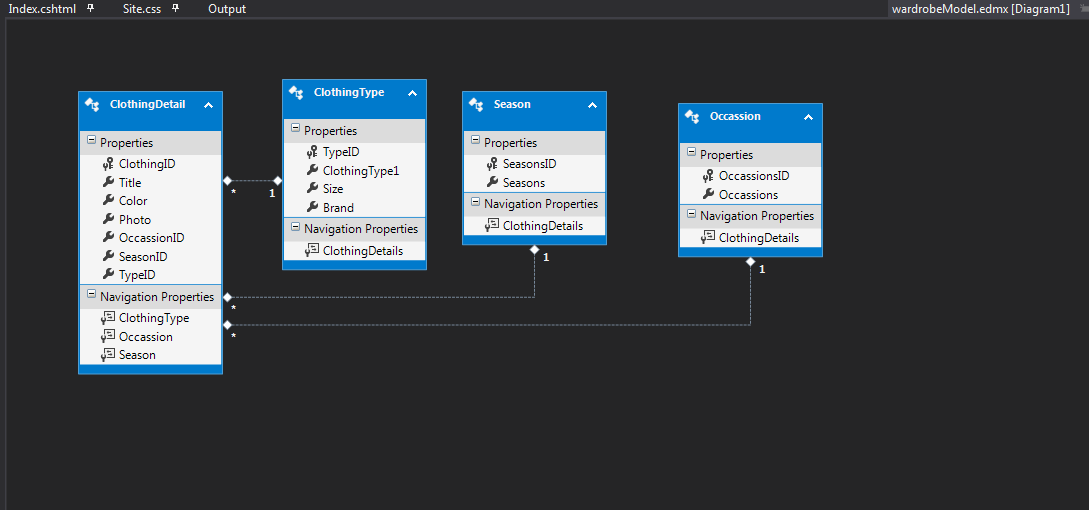 Index.cshtml
Site.css
Output
wardrobeModel.edmx [Diagram1]
ClothingDetail
Properties
ClothingID
Title
Color
Photo
OccassionID
SeasonID
TypeID
Navigation Properties
ClothingType
Occassion
Season
ClothingType
Properties
TypeID
ClothingType1
Size
Brand
Navigation Properties
ClothingDetails
Season
Properties
SeasonsID
Seasons
Navigation Properties
ClothingDetails
Occassion
Properties
OccassionsID
Occassions
Navigation Properties
ClothingDetails
* 1
1
*
1
*